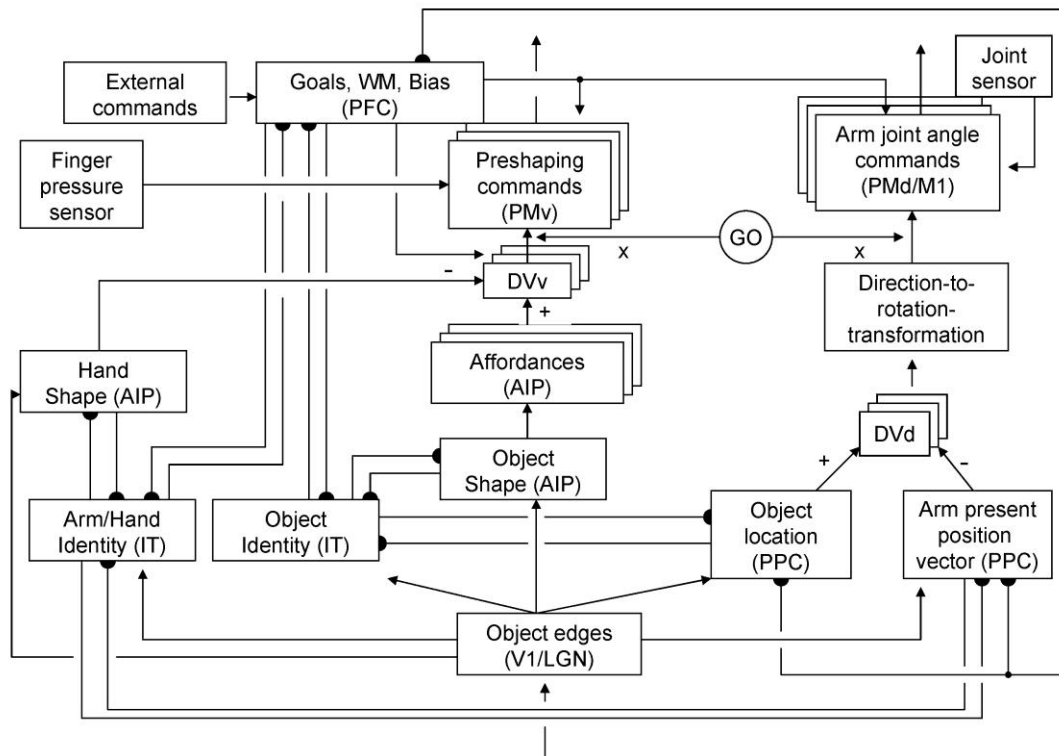 External
commands
Goals, WM, Bias
(PFC)
Joint
sensor
Finger
pressure
sensor
Preshaping
commands
(PMv)
Arm joint angle
commands
(PMd/M1)
GO
x
x
-
DVv
+
Direction-to-
rotation-
transformation
Hand
Shape (AIP)
Affordances
(AIP)
DVd
+
-
Object
Shape (AIP)
Arm/Hand
Identity (IT)
Object
Identity (IT)
Object
location
(PPC)
Arm present
position
vector (PPC)
Object edges
(V1/LGN)